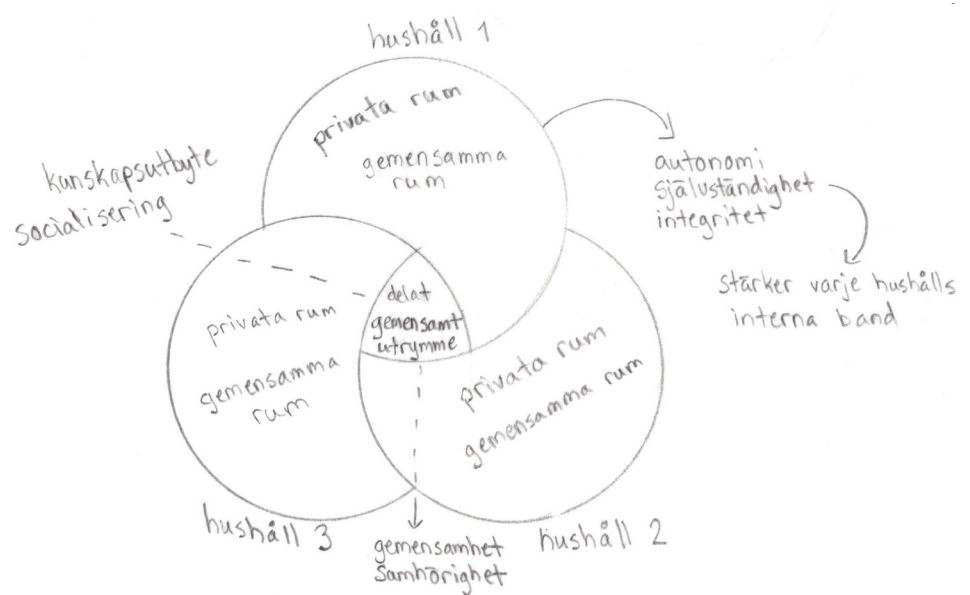 hushåll 1
privata rum
gemensamma
rum
kunskapsutbyte
socialisering
autonomi
självständighet
integritet
stärker varje hushålls
interna band
delat
gemensamt
utrymme
privata rum
gemensamma
rum
privata rum
gemensamma rum
hushåll 3
hushåll 2
gemensamhet
samhörighet